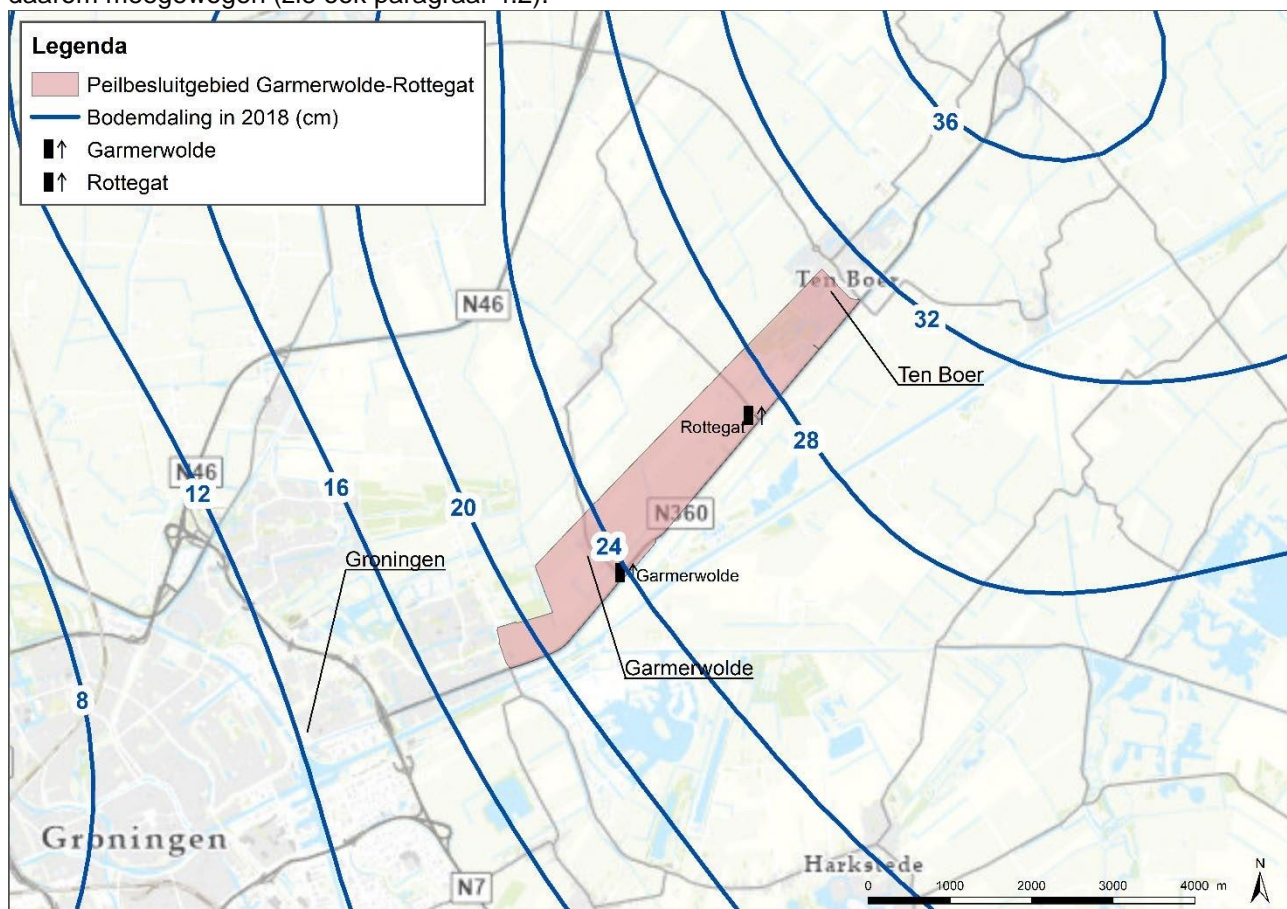 daarom meegewogen (zie ook paragraaf 4.2).
Legenda
Peilbesluitgebied Garmerwolde-Rottegat
Bodemdaling in 2018 (cm)
Garmerwolde
Rottegat
36
N46
Ten Boer
32
Ten Boer
Rottegat
28
N46
12
16
20
N360
24
Groningen
Garmerwolde
Garmerwolde
8
Groningen
Harkstede
N7
N
0 1000 2000 3000 4000 m